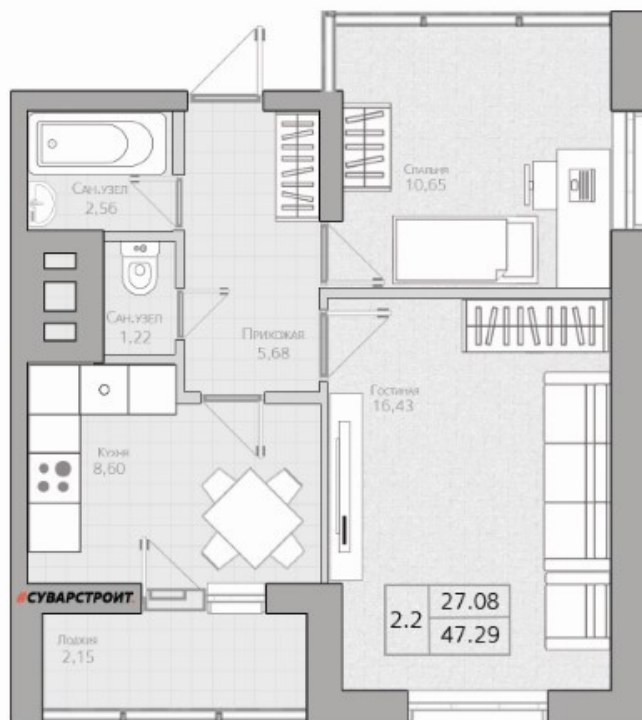 Спальня
10,65
Сан.узел
2,56
Сан.узел
1,22
Прихожая
5,68
Гостиная
16,43
Кухня
8,60
#СУВАРСТРОИТ.
2.2
27.08
47.29
Лоджия
2,15